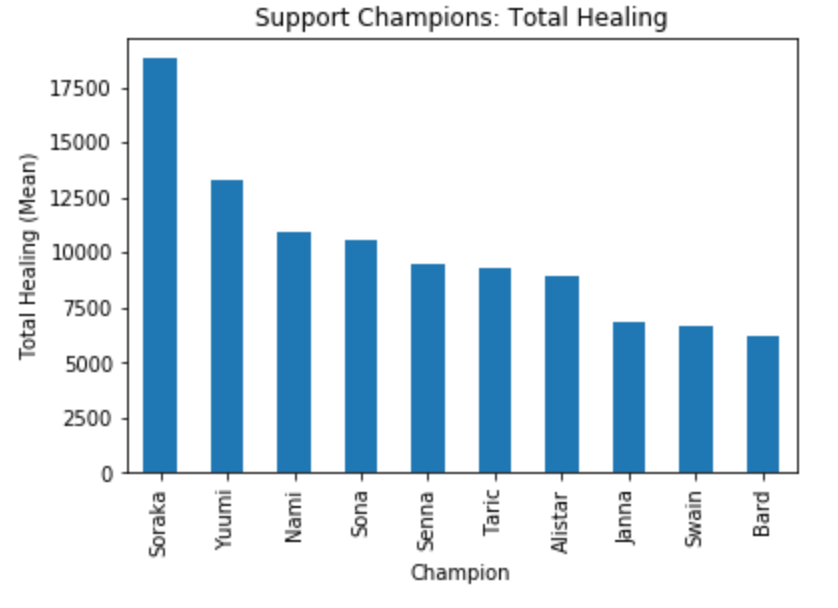 Support Champions: Total Healing
Total Healing (Mean)
17500
15000
12500
10000
7500
5000
2500
0
Soraka
Yuumi
Nami
Sona
Senna
Taric
Alistar
Janna
Swain
Bard
Champion